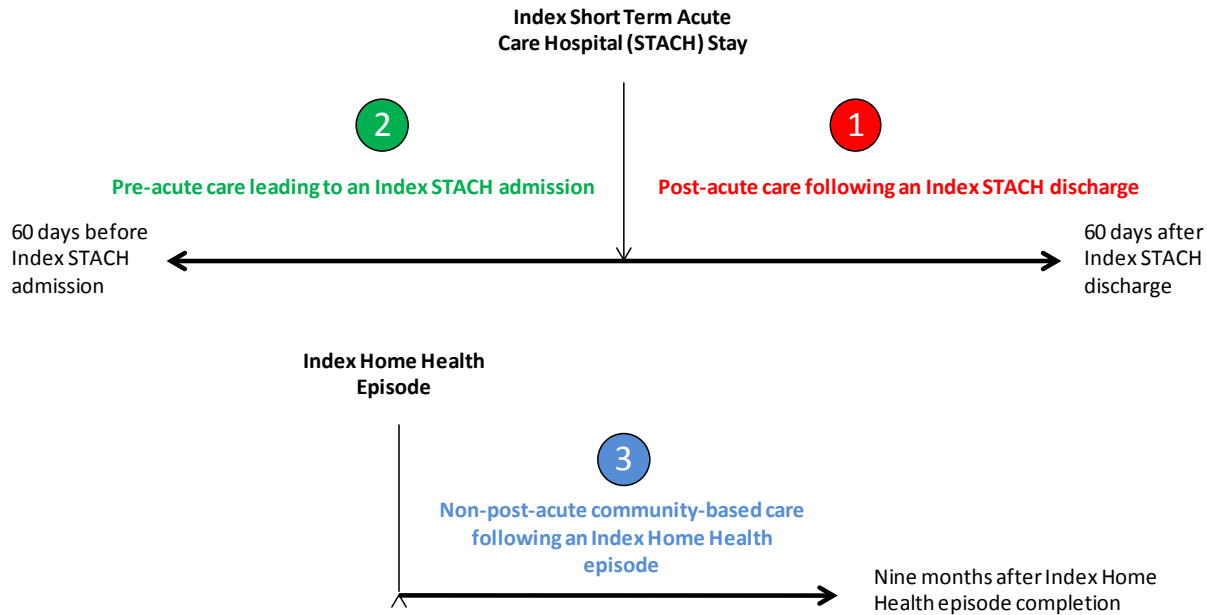 Index Short Term Acute
Care Hospital (STACH) Stay
2
1
Pre-acute care leading to an Index STACH admission
Post-acute care following an Index STACH discharge
60 days before
Index STACH
admission
60 days after
Index STACH
discharge
Index Home Health
Episode
3
Non-post-acute community-based care
following an Index Home Health
episode
Nine months after Index Home
Health episode completion